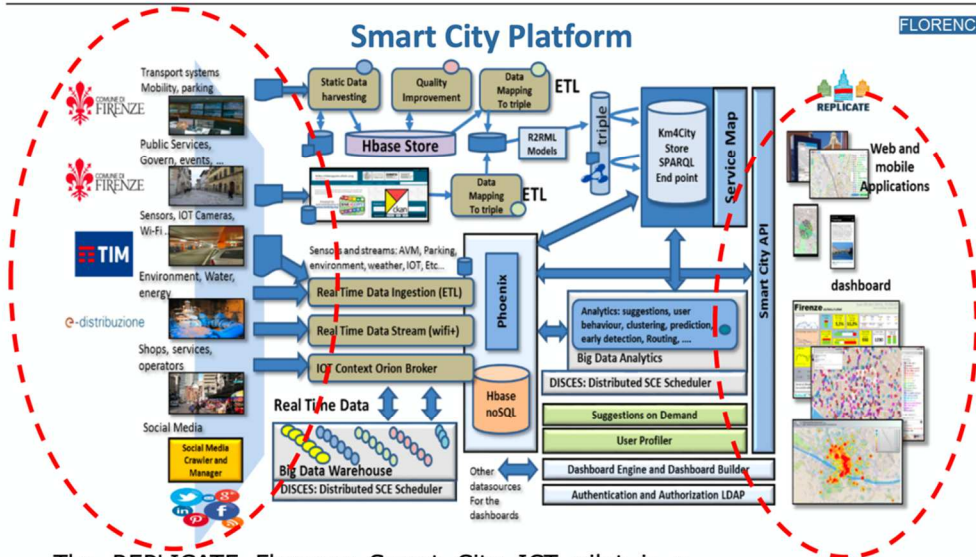 FLORENC
Smart City Platform
COMUNE DI
FIRENZE
Transport systems
Mobility, parking
Public Services,
Govern, events, ...
COMUNE DI
FIRENZE
Sensors, IOT Cameras,
Wi-Fi ..
TIM
Environment, Water,
energy
e-distribuzione
Shops, services,
operators
Social Media
Social Media
Crawler and
Manager
Static Data
harvesting
Quality
Improvement
Data
Mapping
To triple
ETL
Hbase Store
R2RML
Models
triple
Km4City
Store
SPARQL
End point
Service Map
Smart City API
ckan
Data
Mapping
To triple
ETL
Sensors and streams: AVM, Parking,
environment, weather, IOT, Etc...
Real Time Data Ingestion (ETL)
Real Time Data Stream (wifi+)
IOT Context Orion Broker
Real Time Data
Big Data Warehouse
DISCES: Distributed SCE Scheduler
Phoenix
Hbase
noSQL
Analytics: suggestions, user
behaviour, clustering, prediction,
early detection, Routing, ....
Big Data Analytics
DISCES: Distributed SCE Scheduler
Suggestions on Demand
User Profiler
Other
datasources
For the
dashboards
Dashboard Engine and Dashboard Builder
Authentication and Authorization LDAP
REPLICATE
Web and
mobile
Applications
dashboard
Firenze